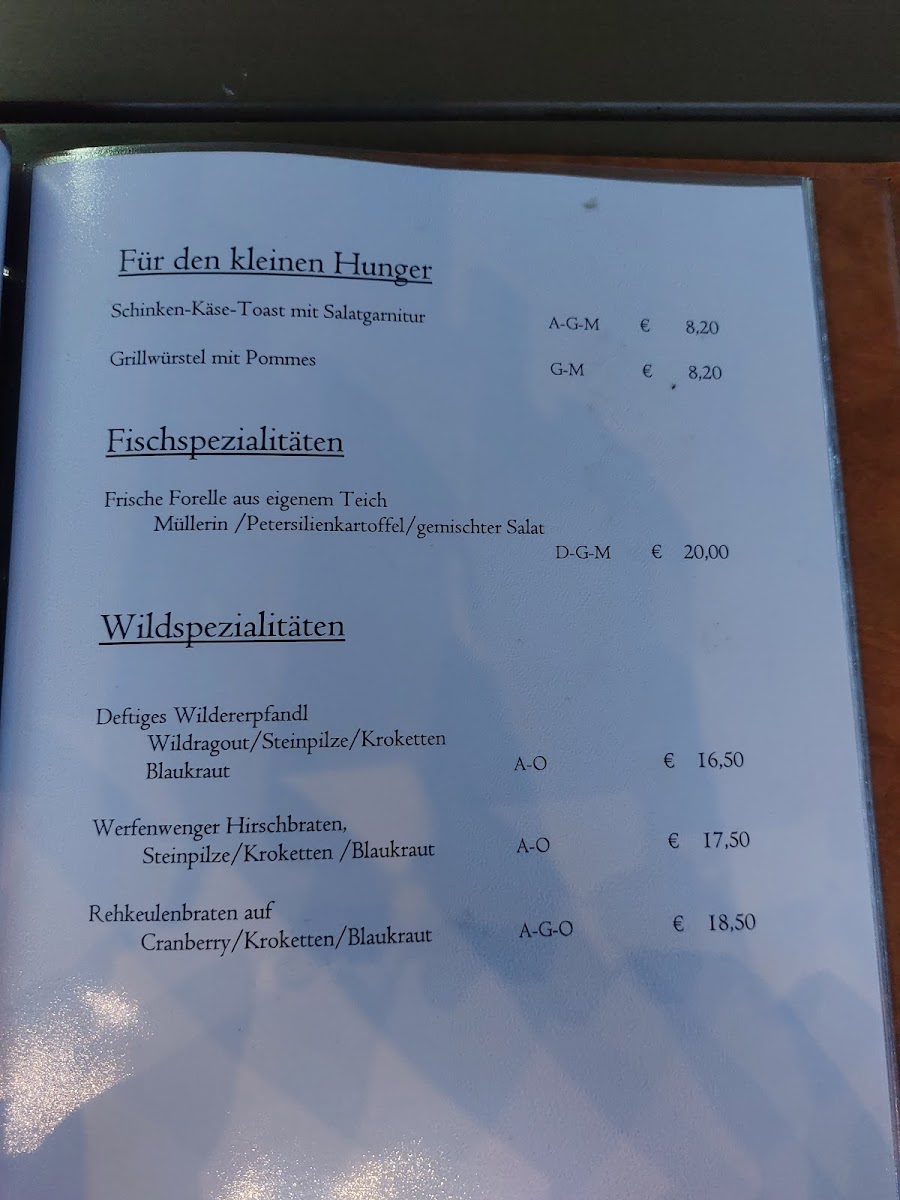 Für den kleinen Hunger
Schinken-Käse-Toast mit Salatgarnitur A-G-M € 8,20
Grillwürstel mit Pommes G-M € 8,20
Fischspezialitäten
Frische Forelle aus eigenem Teich
Müllerin /Petersilienkartoffel/gemischter Salat
D-G-M € 20,00
Wildspezialitäten
Deftiges Wildererpfandl
Wildragout/Steinpilze/Kroketten
Blaukraut A-O € 16,50
Werfenwenger Hirschbraten,
Steinpilze/Kroketten /Blaukraut A-O € 17,50
Rehkeulenbraten auf
Cranberry/Kroketten/Blaukraut A-G-O € 18,50